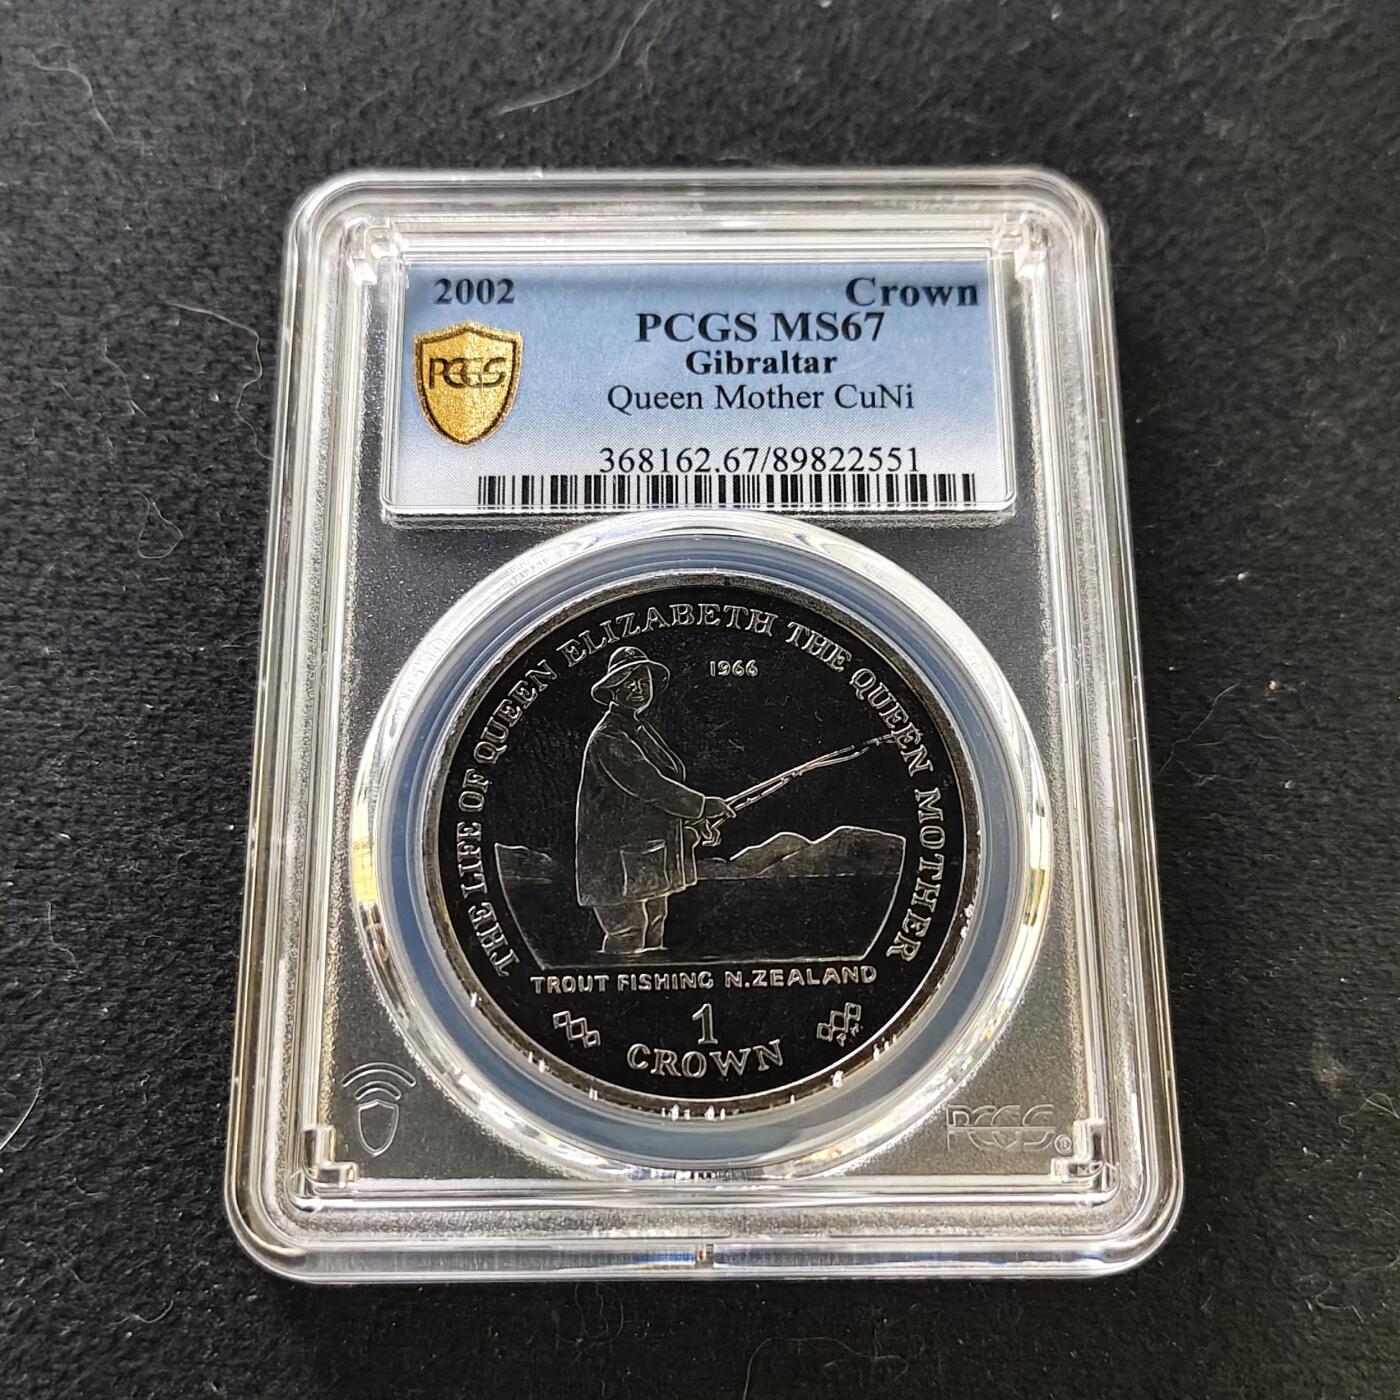 2002 Crown
PCGS MS67
Gibraltar
PCGS
Queen Mother CuNi
368162.67/89822551
THE LIFE OF QUEEN ELIZABETH THE QUEEN MOTHER
1966
TROUT FISHING N.ZEALAND
1
CROWN
PCGS®